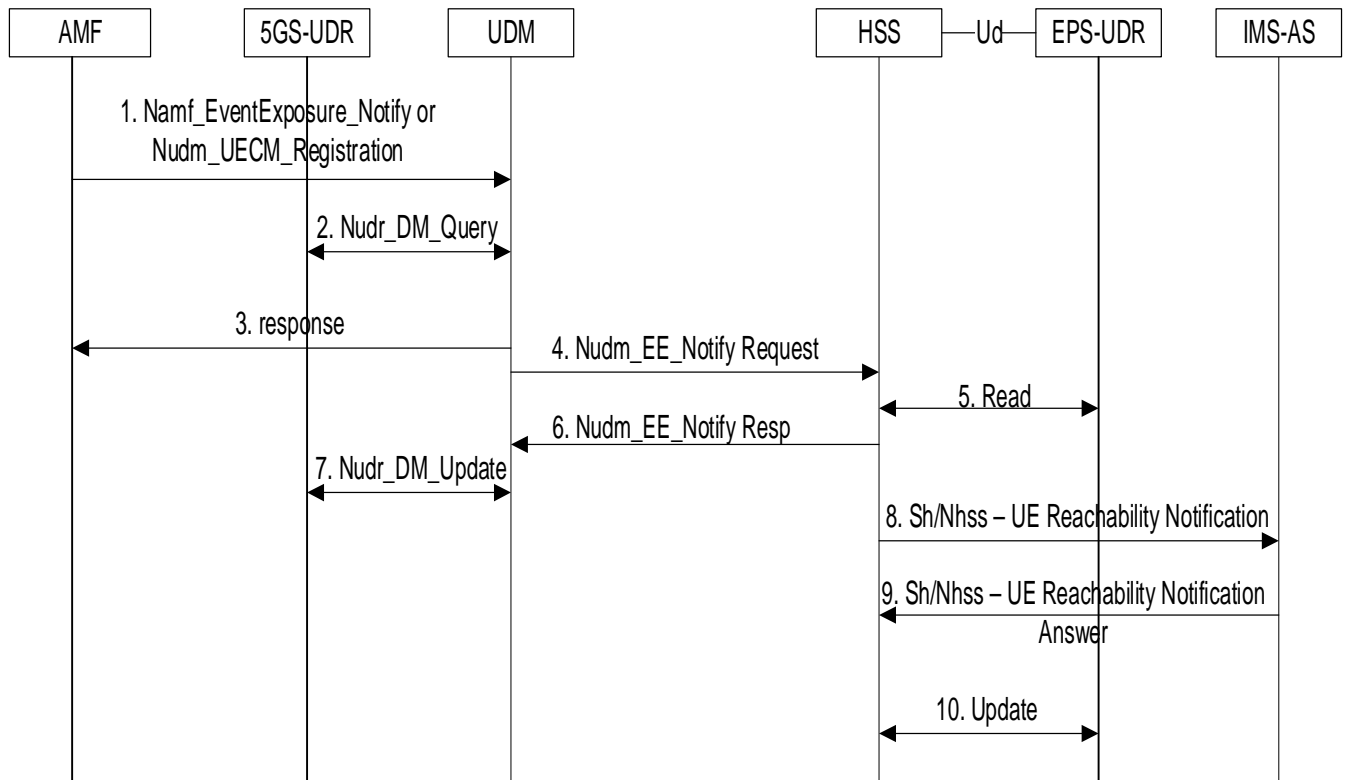 AMF
5GS-UDR
UDM
HSS
Ud
EPS-UDR
IMS-AS
1. Namf_EventExposure_Notify or
Nudm_UECM_Registration
2. Nudr_DM_Query
3. response
4. Nudm_EE_Notify Request
5. Read
6. Nudm_EE_Notify Resp
7. Nudr_DM_Update
8. Sh/Nhss – UE Reachability Notification
9. Sh/Nhss – UE Reachability Notification
Answer
10. Update